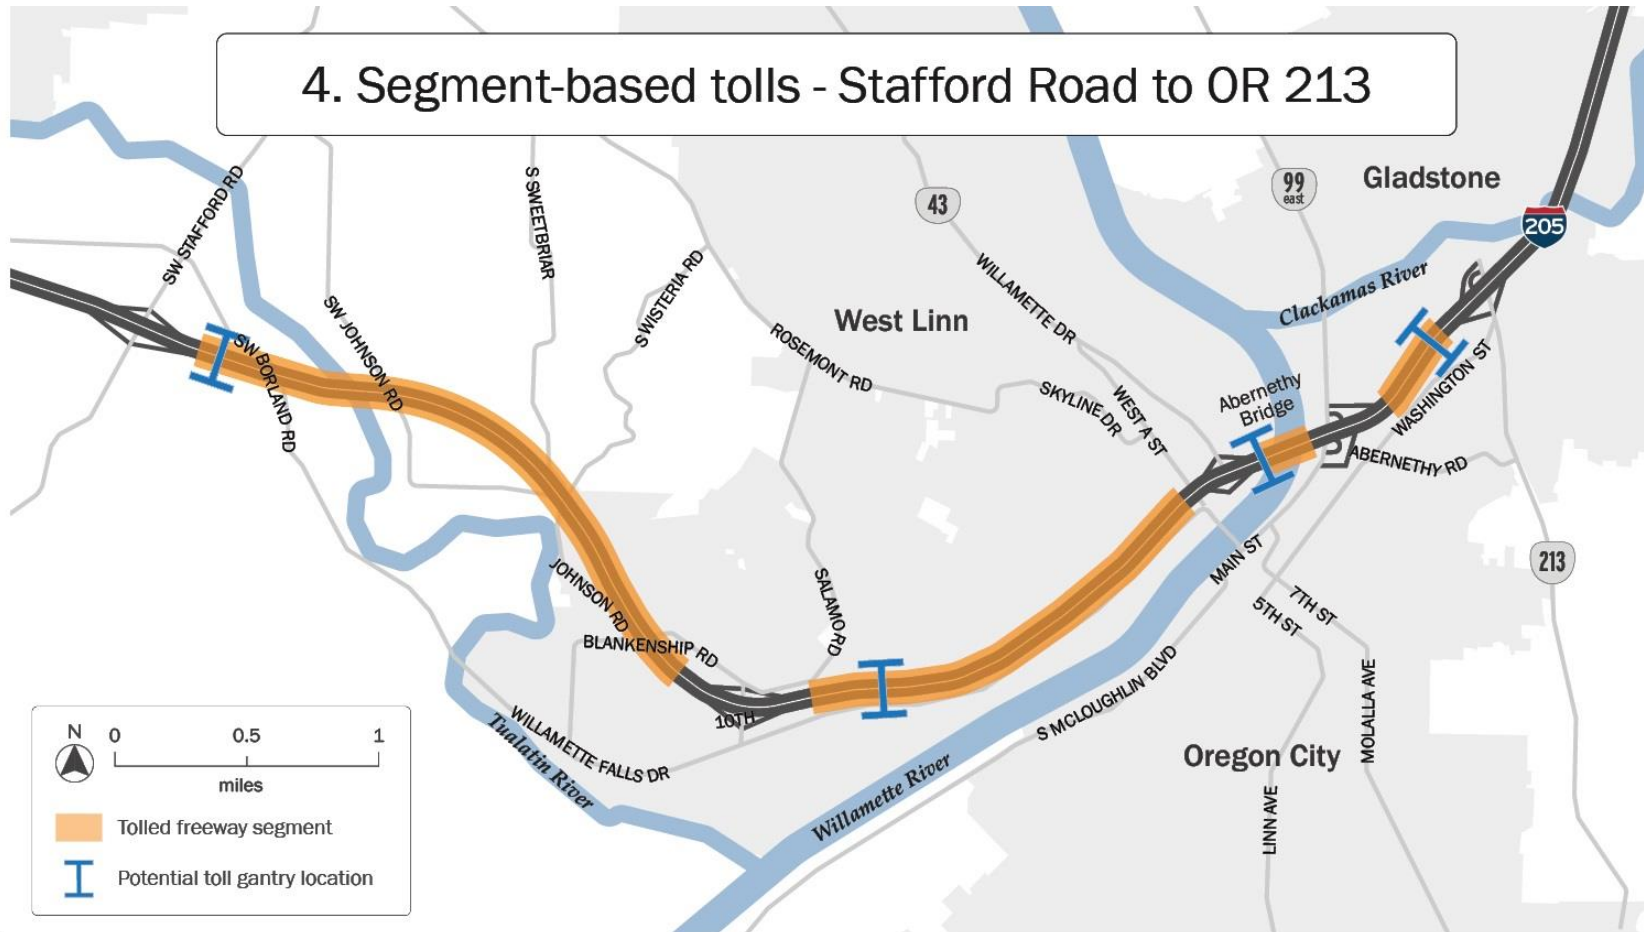 4. Segment-based tolls - Stafford Road to OR 213
SW STAFFORD RD
S SWEETBRIAR
43
99
east
Gladstone
205
SW JOHNSON RD
S WISTERIA RD
WILLAMETTE DR
Clackamas River
SW BORLAND RD
West Linn
ROSEMONT RD
SKYLINE DR
WEST A ST
Abernethy
Bridge
WASHINGTON ST
ABERNETHY RD
213
JOHNSON RD
BLANKENSHIP RD
SALAMO RD
MAIN ST
7TH ST
5TH ST
10TH
S MCLOUGHLIN BLVD
MOLALLA AVE
WILLAMETTE FALLS DR
Tualatin River
Willamette River
Oregon City
LINN AVE
N
0 0.5 1
miles
Tolled freeway segment
Potential toll gantry location